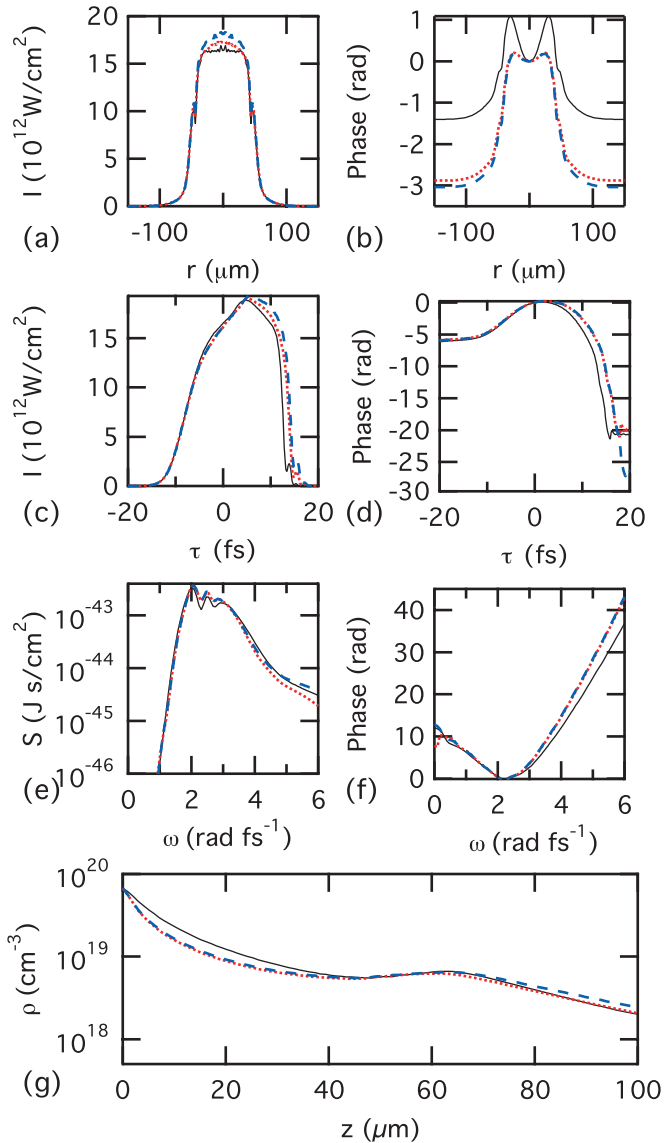 20
15
10
5
0
I (10¹²W/cm²)
-100
100
r (μm)
(a)
1
0
-1
-2
-3
Phase (rad)
-100
100
r (μm)
(b)
15
10
5
0
I (10¹²W/cm²)
-20
0
20
τ (fs)
(c)
0
-5
-10
-15
-20
-25
-30
Phase (rad)
-20
0
20
τ (fs)
(d)
10⁻⁴³
10⁻⁴⁴
10⁻⁴⁵
10⁻⁴⁶
S (J s/cm²)
0
2
4
6
ω (rad fs⁻¹)
(e)
40
30
20
10
0
Phase (rad)
0
2
4
6
ω (rad fs⁻¹)
(f)
10²⁰
10¹⁹
10¹⁸
ρ (cm⁻³)
0
20
40
60
80
100
z (μm)
(g)